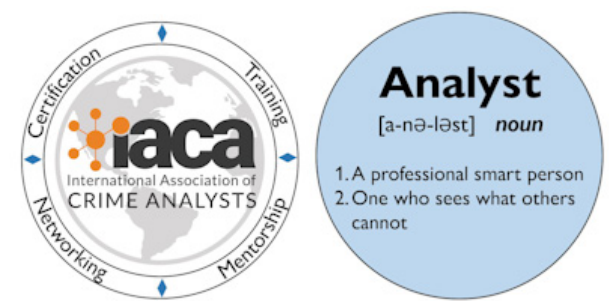 Certification
Training
iaca
International Association of
CRIME ANALYSTS
Networking
Mentorship
Analyst
[a-nə-ləst] noun
1. A professional smart person
2. One who sees what others
cannot